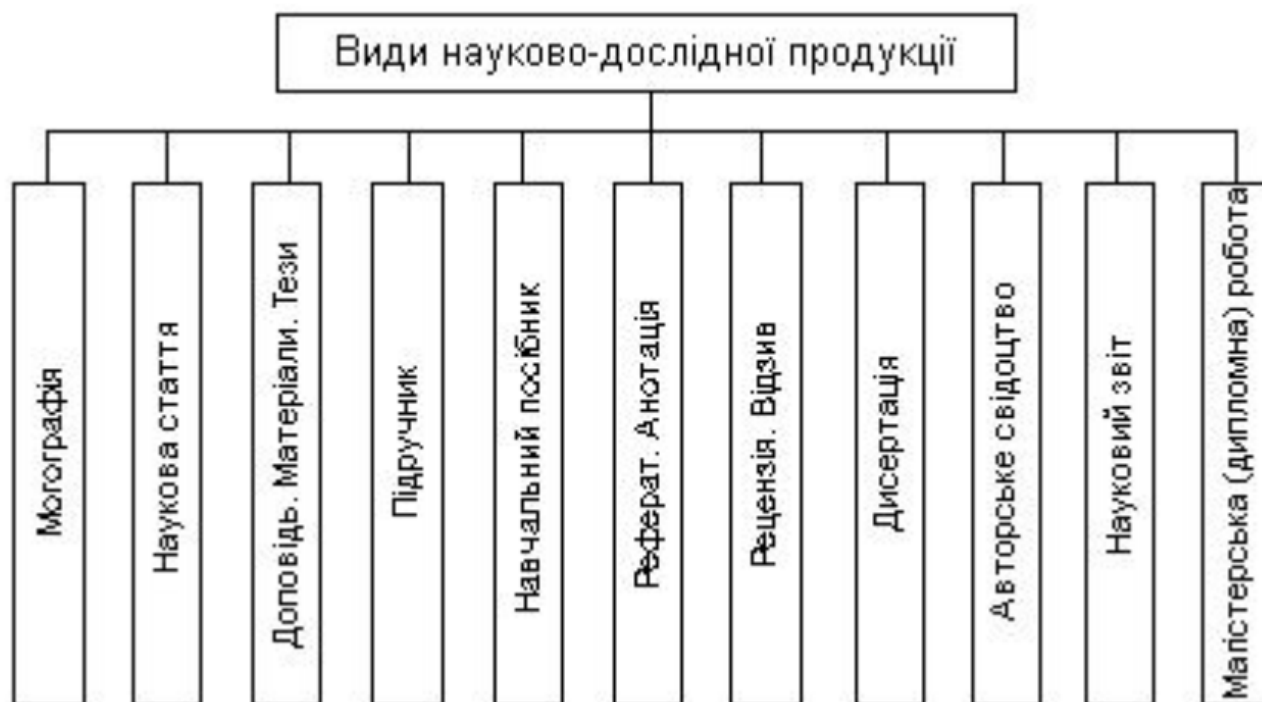 Види науково-дослідної продукції
Могографія
Наукова стаття
Доповідь. Матеріали. Тези
Підручник
Навчальний посібник
Реферат. Анотація
Рецензія. Відзив
Дисертація
Авторське свідоцтво
Науковий звіт
Магістерська (дипломна) робота